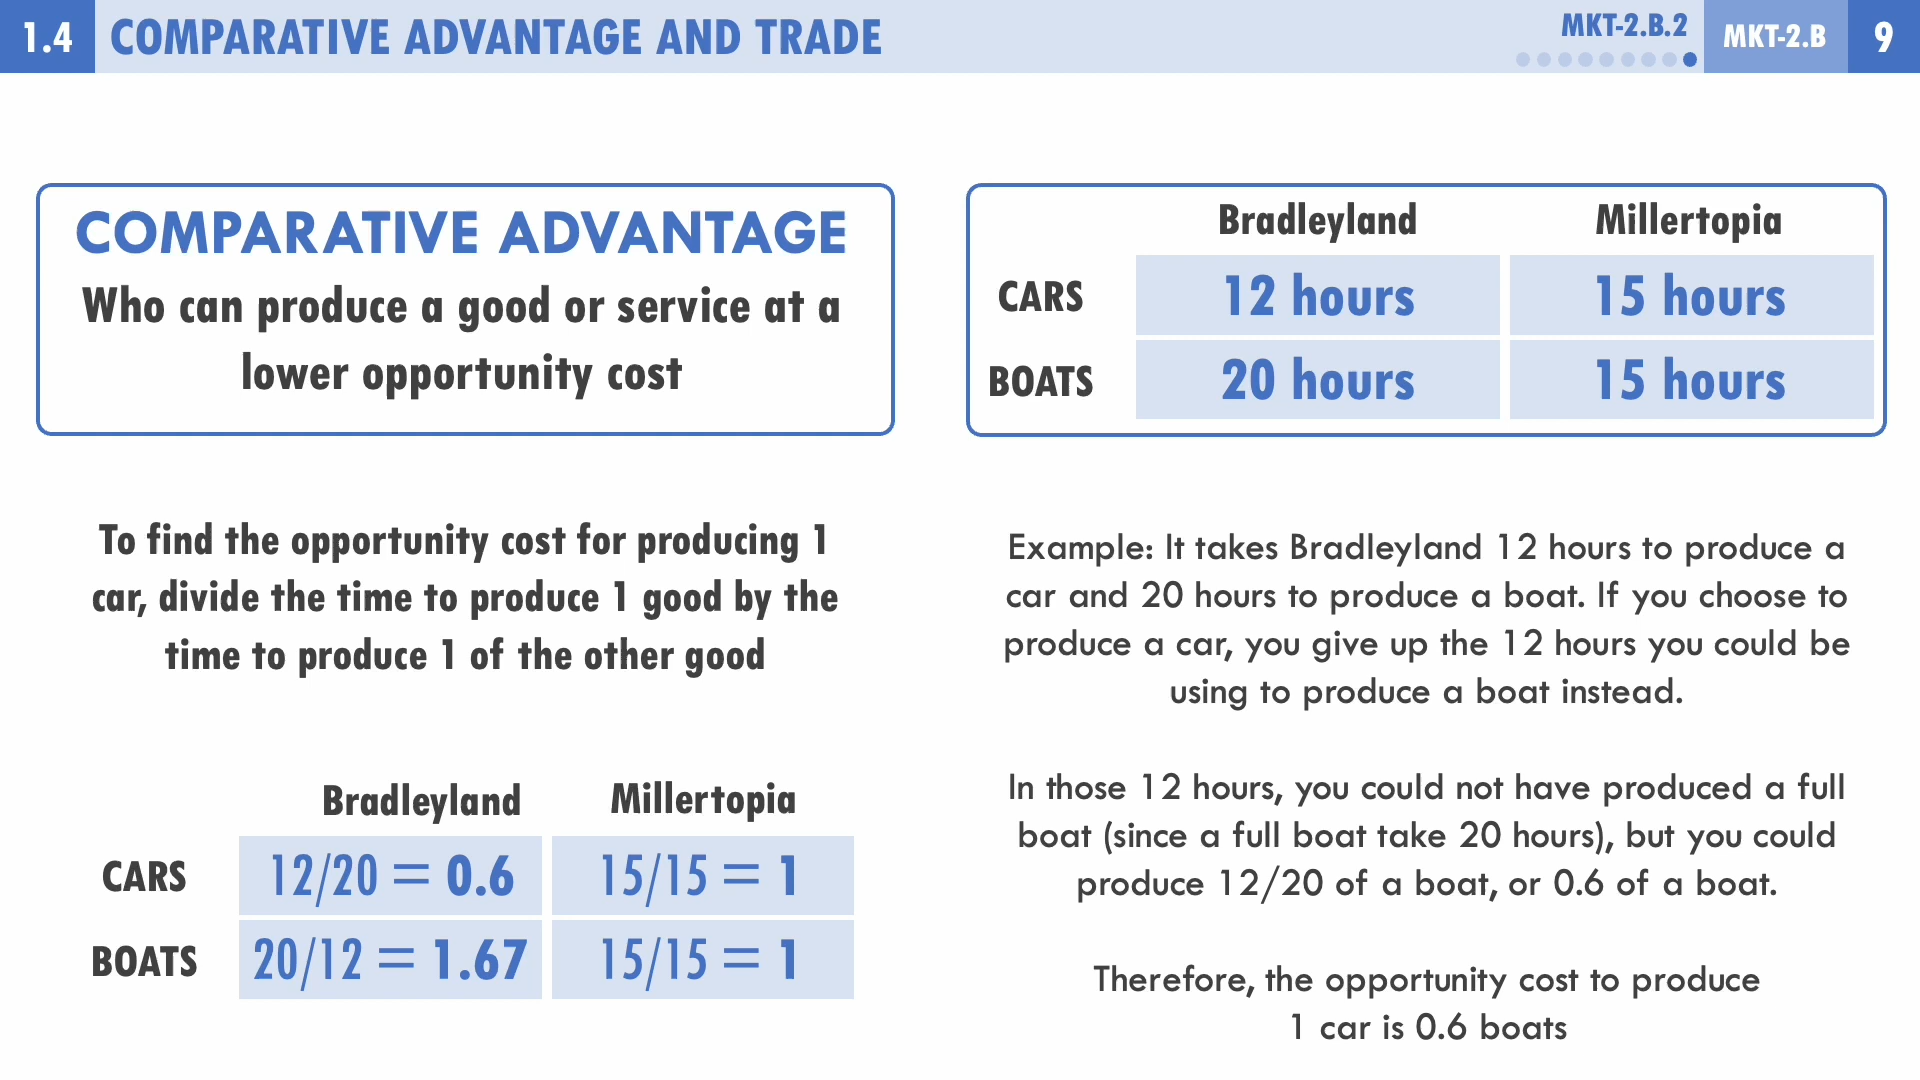 1.4
COMPARATIVE ADVANTAGE AND TRADE
MKT-2.B.2
MKT-2.B
9
COMPARATIVE ADVANTAGE
Who can produce a good or service at a
lower opportunity cost
Bradleyland Millertopia
CARS 12 hours 15 hours
BOATS 20 hours 15 hours
To find the opportunity cost for producing 1
car, divide the time to produce 1 good by the
time to produce 1 of the other good
Bradleyland Millertopia
CARS 12/20 = 0.6 15/15 = 1
BOATS 20/12 = 1.67 15/15 = 1
Example: It takes Bradleyland 12 hours to produce a
car and 20 hours to produce a boat. If you choose to
produce a car, you give up the 12 hours you could be
using to produce a boat instead.
In those 12 hours, you could not have produced a full
boat (since a full boat take 20 hours), but you could
produce 12/20 of a boat, or 0.6 of a boat.
Therefore, the opportunity cost to produce
1 car is 0.6 boats